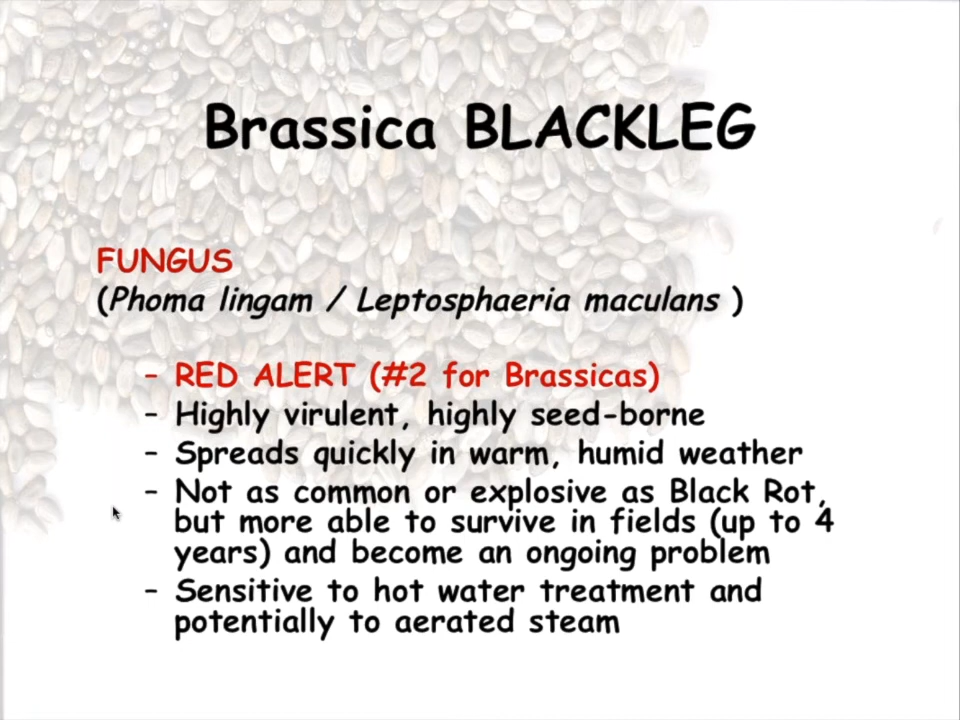 Brassica BLACKLEG
FUNGUS
(Phoma lingam / Leptosphaeria maculans )
– RED ALERT (#2 for Brassicas)
– Highly virulent, highly seed-borne
– Spreads quickly in warm, humid weather
– Not as common or explosive as Black Rot,
but more able to survive in fields (up to 4
years) and become an ongoing problem
– Sensitive to hot water treatment and
potentially to aerated steam